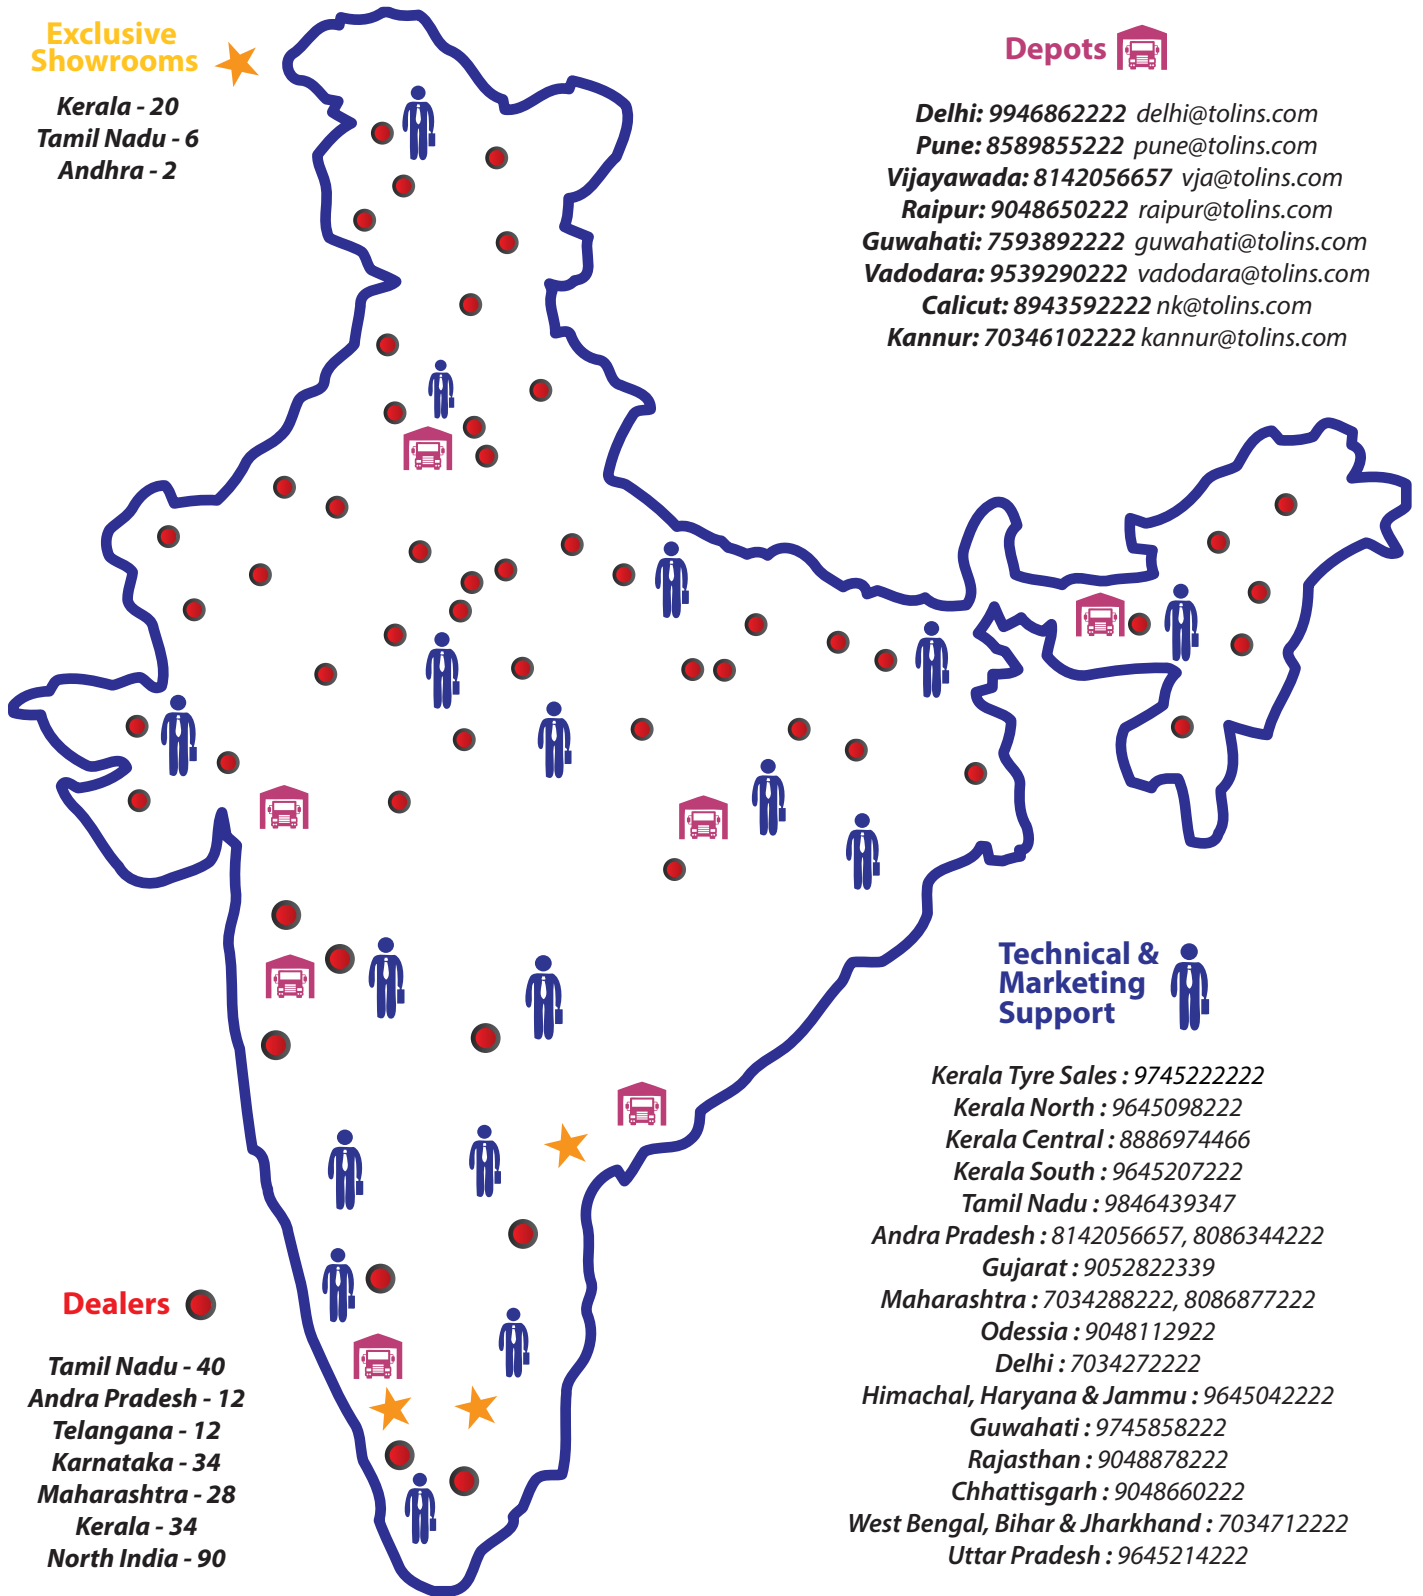 Exclusive
Showrooms
Kerala - 20
Tamil Nadu - 6
Andhra - 2
Depots
Delhi: 9946862222 delhi@tolins.com
Pune: 8589855222 pune@tolins.com
Vijayawada: 8142056657 vja@tolins.com
Raipur: 9048650222 raipur@tolins.com
Guwahati: 7593892222 guwahati@tolins.com
Vadodara: 9539290222 vadodara@tolins.com
Calicut: 8943592222 nk@tolins.com
Kannur: 70346102222 kannur@tolins.com
Technical &
Marketing
Support
Kerala Tyre Sales : 9745222222
Kerala North : 9645098222
Kerala Central : 8886974466
Kerala South : 9645207222
Tamil Nadu : 9846439347
Andra Pradesh : 8142056657, 8086344222
Gujarat : 9052822339
Maharashtra : 7034288222, 8086877222
Odessia : 9048112922
Delhi : 7034272222
Himachal, Haryana & Jammu : 9645042222
Guwahati : 9745858222
Rajasthan : 9048878222
Chhattisgarh : 9048660222
West Bengal, Bihar & Jharkhand : 7034712222
Uttar Pradesh : 9645214222
Dealers
Tamil Nadu - 40
Andra Pradesh - 12
Telangana - 12
Karnataka - 34
Maharashtra - 28
Kerala - 34
North India - 90